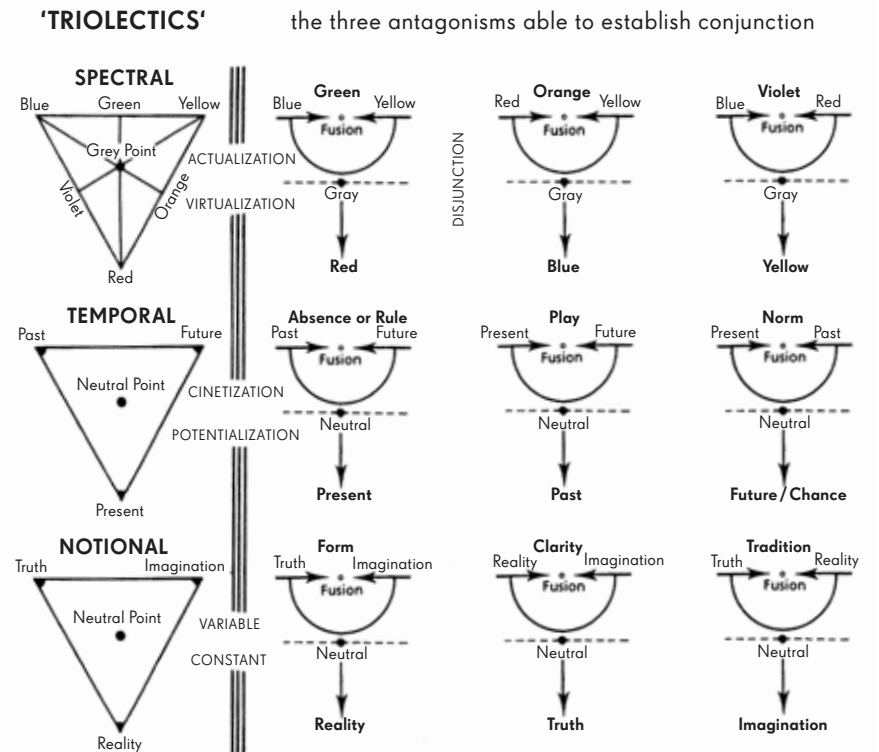 'TRIOLECTICS' the three antagonisms able to establish conjunction
SPECTRAL
Blue Green Yellow
Grey Point
Violet Orange
Red
ACTUALIZATION
VIRTUALIZATION
Green
Blue Yellow
Fusion
Gray
Red
DISJUNCTION
Orange
Red Yellow
Fusion
Gray
Blue
Violet
Blue Red
Fusion
Gray
Yellow
TEMPORAL
Past Future
Neutral Point
Present
CINETIZATION
POTENTIALIZATION
Absence or Rule
Past Future
Fusion
Neutral
Present
Play
Present Future
Fusion
Neutral
Past
Norm
Present Past
Fusion
Neutral
Future / Chance
NOTIONAL
Truth Imagination
Neutral Point
Reality
VARIABLE
CONSTANT
Form
Truth Imagination
Fusion
Neutral
Reality
Clarity
Reality Imagination
Fusion
Neutral
Truth
Tradition
Truth Reality
Fusion
Neutral
Imagination